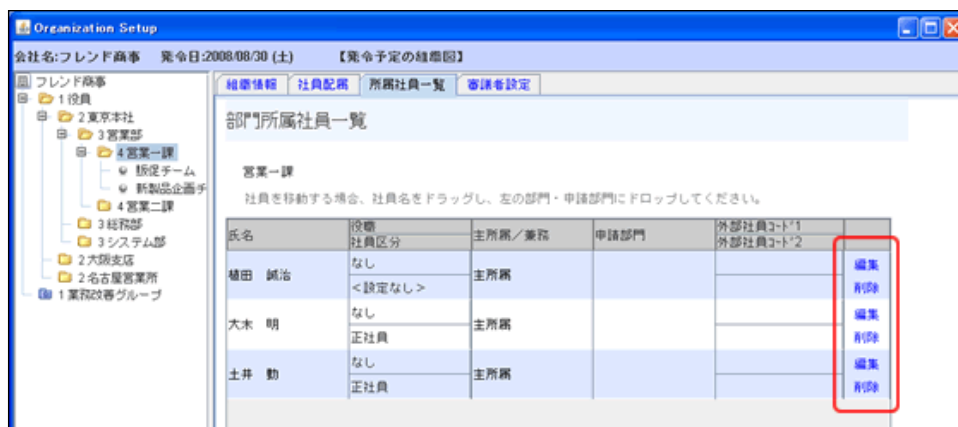 Organization Setup
会社名:フレンド商事 発令日:2008/08/30 (土) 【発令予定の組織図】
フレンド商事
1 役員
2 東京本社
3 営業部
4 営業一課
販促チーム
新製品企画チ
4 営業二課
3 総務部
3 システム部
2 大阪支店
2 名古屋営業所
1 業務改善グループ
組織情報 社員配属 所属社員一覧 審議者設定
部門所属社員一覧
営業一課
社員を移動する場合、社員名をドラッグし、左の部門・申請部門にドロップしてください。
氏名 役職 社員区分 主所属／兼務 申請部門 外部社員コード1 外部社員コード2
植田 誠治 なし <設定なし> 主所属 編集 削除
大木 明 なし 正社員 主所属 編集 削除
土井 勤 なし 正社員 主所属 編集 削除